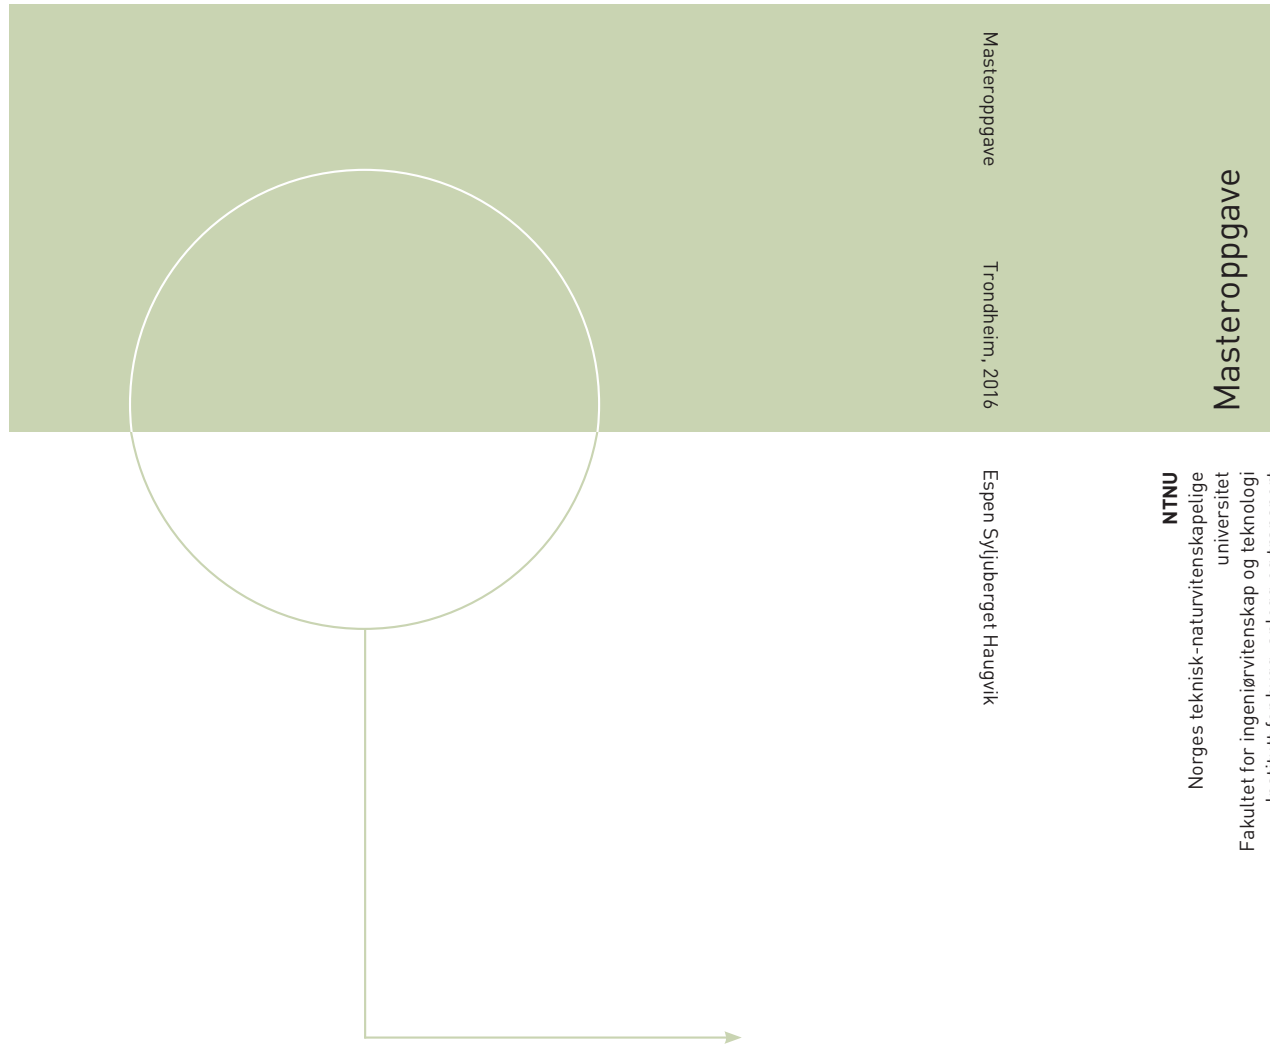 Masteroppgave
Trondheim, 2016
Espen Syljuberget Haugvik
Masteroppgave
NTNU
Norges teknisk-naturvitenskapelige
universitet
Fakultet for ingeniørvitenskap og teknologi